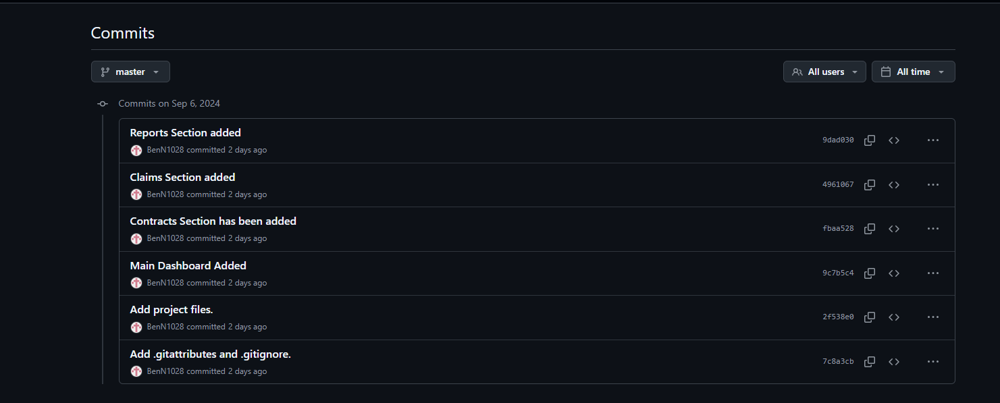 Commits
master
All users
All time
Commits on Sep 6, 2024
Reports Section added
9dad030
BenN1028 committed 2 days ago
Claims Section added
4961067
BenN1028 committed 2 days ago
Contracts Section has been added
fbaa528
BenN1028 committed 2 days ago
Main Dashboard Added
9c7b5c4
BenN1028 committed 2 days ago
Add project files.
2f538e0
BenN1028 committed 2 days ago
Add .gitattributes and .gitignore.
7c8a3cb
BenN1028 committed 2 days ago